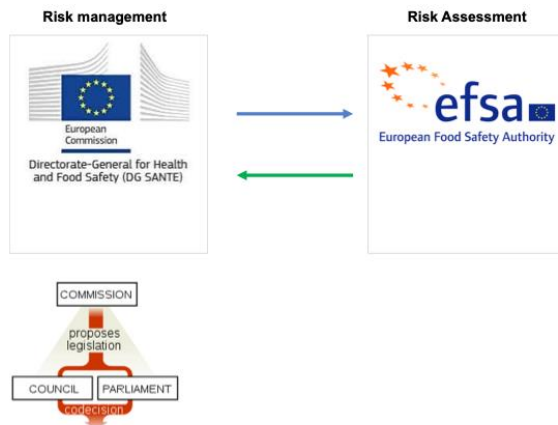 Risk management
Risk Assessment
European
Commission
Directorate-General for Health
and Food Safety (DG SANTE)
efsa
European Food Safety Authority
COMMISSION
proposes
legislation
COUNCIL
PARLIAMENT
codecision